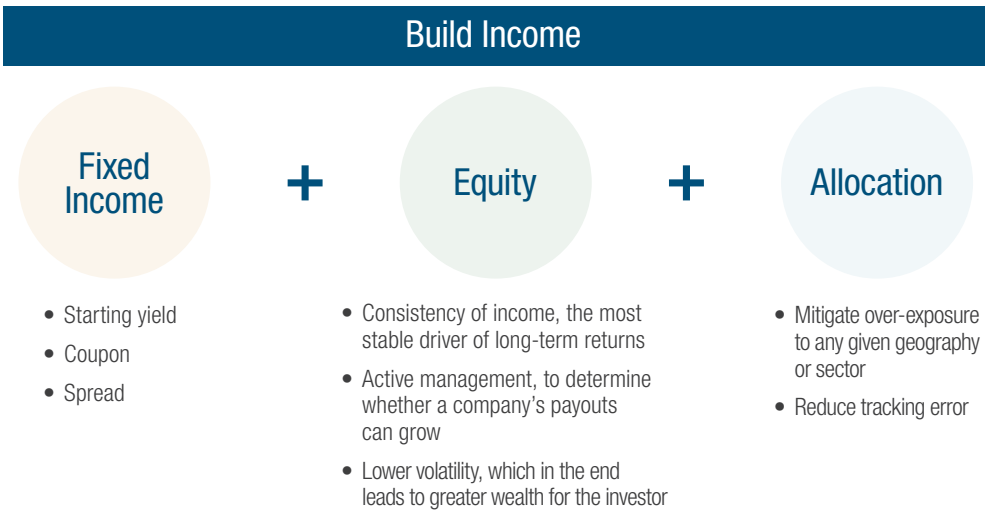 Build Income
Fixed
Income
+
Equity
+
Allocation
• Starting yield
• Coupon
• Spread
• Consistency of income, the most
stable driver of long-term returns
• Active management, to determine
whether a company’s payouts
can grow
• Lower volatility, which in the end
leads to greater wealth for the investor
• Mitigate over-exposure
to any given geography
or sector
• Reduce tracking error